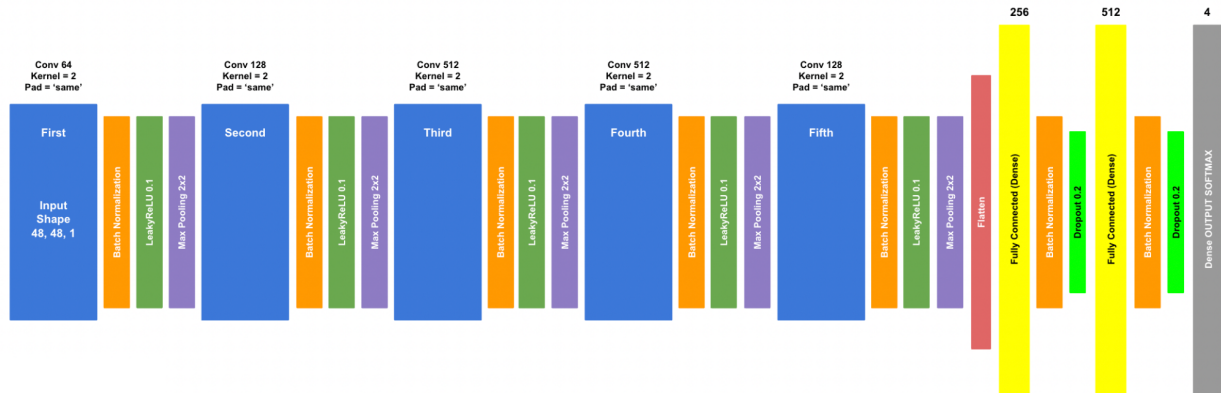 Conv 64
Kernel = 2
Pad = ‘same’
First
Input
Shape
48, 48, 1
Batch Normalization
LeakyReLU 0.1
Max Pooling 2x2
Conv 128
Kernel = 2
Pad = ‘same’
Second
Batch Normalization
LeakyReLU 0.1
Max Pooling 2x2
Conv 512
Kernel = 2
Pad = ‘same’
Third
Batch Normalization
LeakyReLU 0.1
Max Pooling 2x2
Conv 512
Kernel = 2
Pad = ‘same’
Fourth
Batch Normalization
LeakyReLU 0.1
Max Pooling 2x2
Conv 128
Kernel = 2
Pad = ‘same’
Fifth
Batch Normalization
LeakyReLU 0.1
Max Pooling 2x2
Flatten
256
Fully Connected (Dense)
Batch Normalization
Dropout 0.2
512
Fully Connected (Dense)
Batch Normalization
Dropout 0.2
4
Dense OUTPUT SOFTMAX